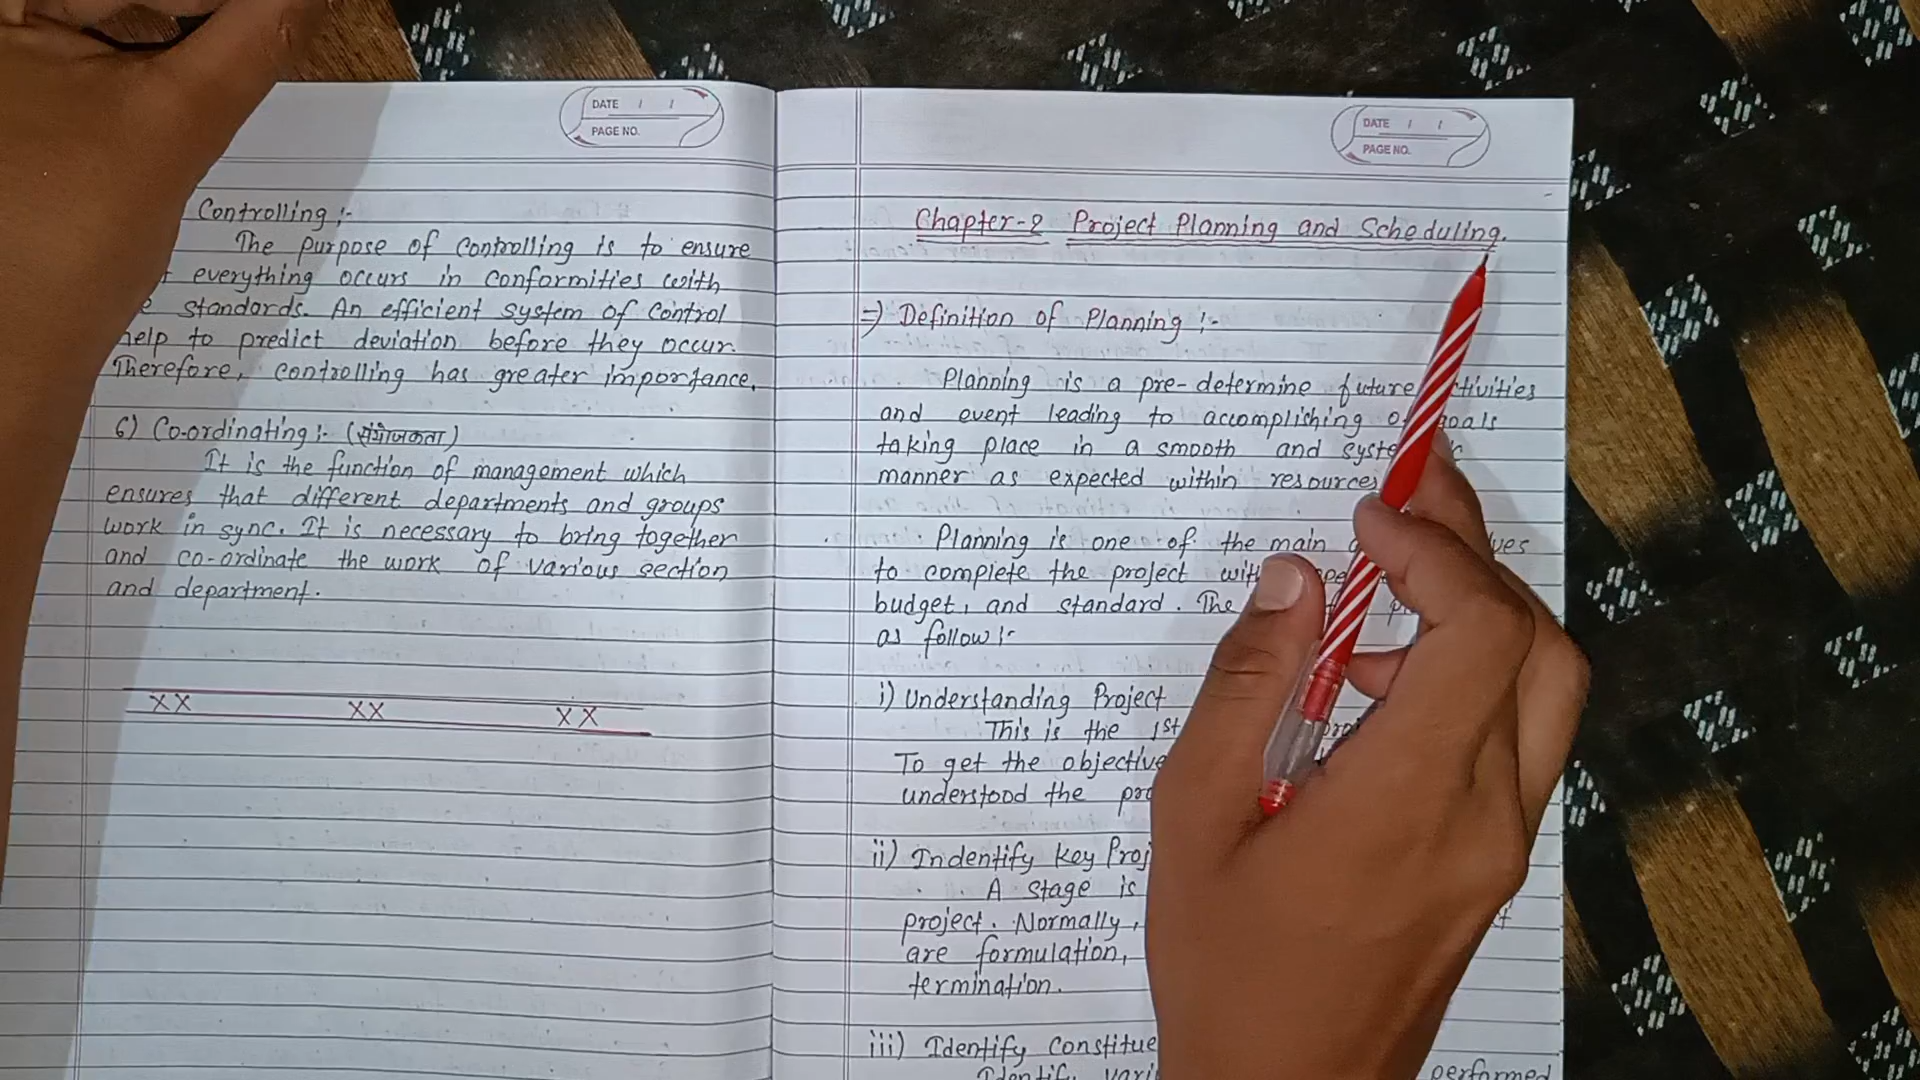 DATE / /
PAGE NO.
Controlling :-
The purpose of controlling is to ensure
everything occurs in conformities with
standords. An efficient system of control
help to predict deviation before they occur.
Therefore, controlling has greater importance.
6) Co-ordinating :- (संयोजकता)
It is the function of management which
ensures that different departments and groups
work in sync. It is necessary to bring together
and co-ordinate the work of various section
and department.
XX XX XX
DATE / /
PAGE NO.
Chapter-2 Project Planning and Scheduling.
=) Definition of Planning :-
Planning is a pre-determine future
and event leading to accomplishing
taking place in a smooth and
manner as expected within resources
Planning is one of the main
to complete the project
budget, and standard. The
as follow :-
i) Understanding Project
This is the 1st
To get the objective
understood the
ii) Indentify key
A stage is
project. Normally,
are formulation,
termination.
iii) Identify
performed